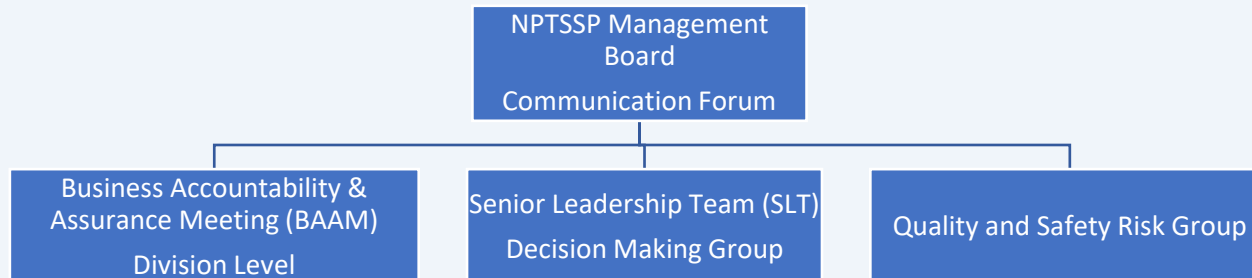 NPTSSP Management
Board
Communication Forum
Business Accountability &
Assurance Meeting (BAAM)
Division Level
Senior Leadership Team (SLT)
Decision Making Group
Quality and Safety Risk Group